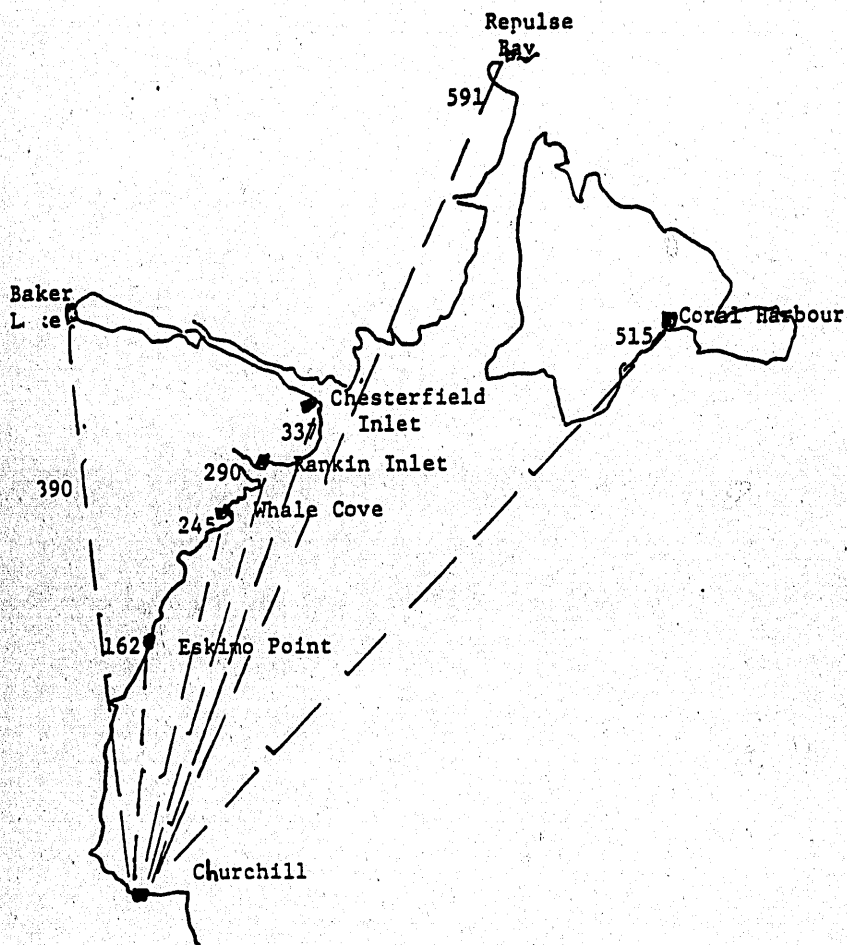 Repulse
Bay
591
Baker
Coral Harbour
515
Chesterfield
Inlet
337
290
Rankin Inlet
390
Whale Cove
245
162
Eskimo Point
Churchill